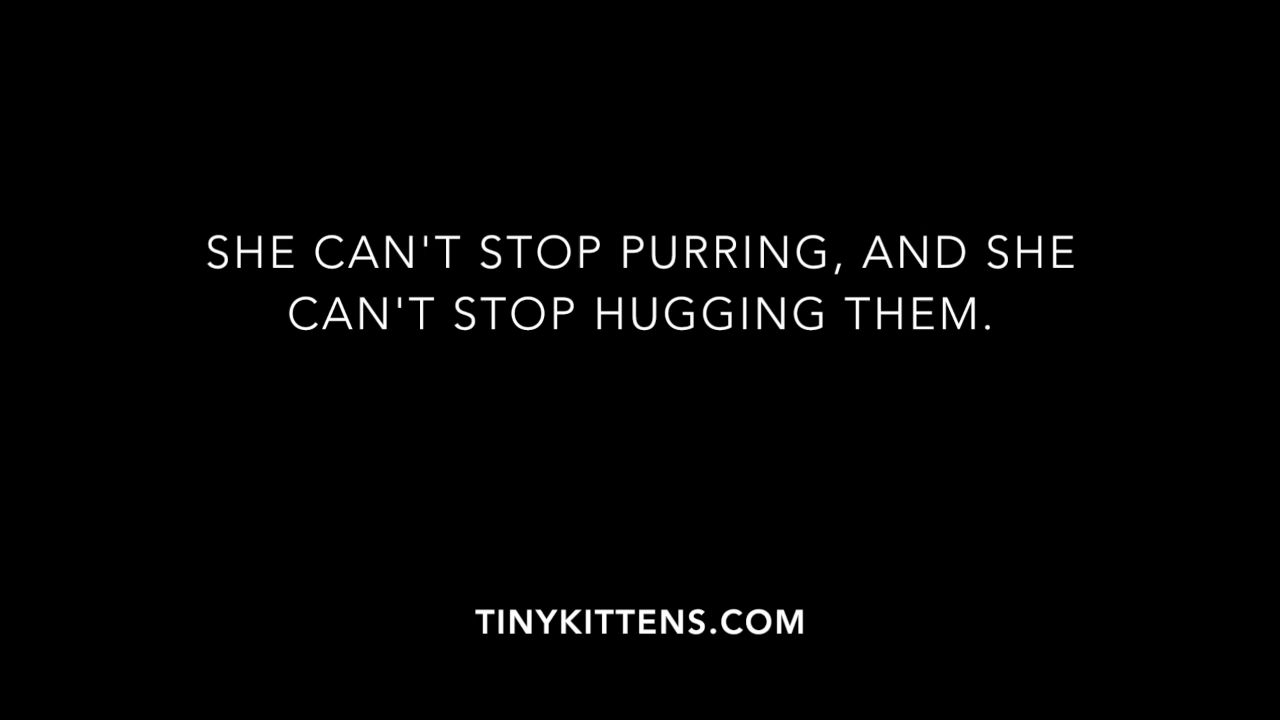 SHE CAN'T STOP PURRING, AND SHE
CAN'T STOP HUGGING THEM.
TINYKITTENS.COM